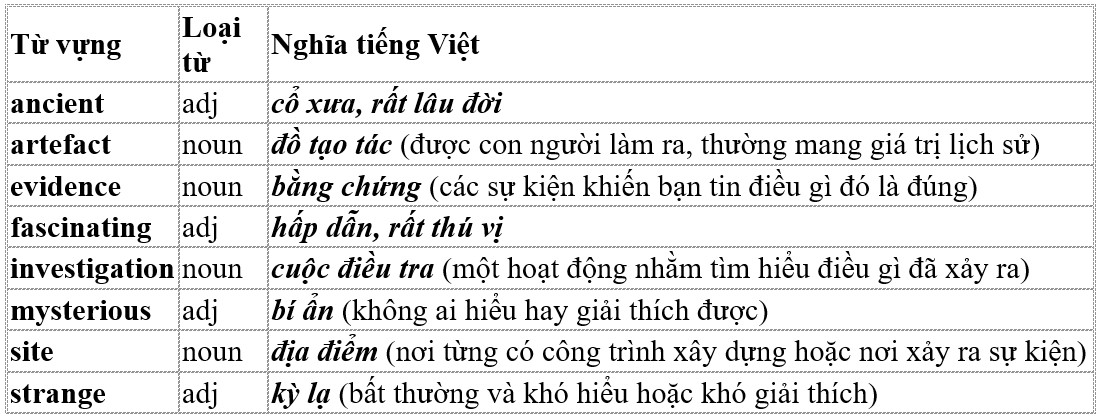 Từ vựng Loại từ Nghĩa tiếng Việt
ancient adj cổ xưa, rất lâu đời
artefact noun đồ tạo tác (được con người làm ra, thường mang giá trị lịch sử)
evidence noun bằng chứng (các sự kiện khiến bạn tin điều gì đó là đúng)
fascinating adj hấp dẫn, rất thú vị
investigation noun cuộc điều tra (một hoạt động nhằm tìm hiểu điều gì đã xảy ra)
mysterious adj bí ẩn (không ai hiểu hay giải thích được)
site noun địa điểm (nơi từng có công trình xây dựng hoặc nơi xảy ra sự kiện)
strange adj kỳ lạ (bất thường và khó hiểu hoặc khó giải thích)